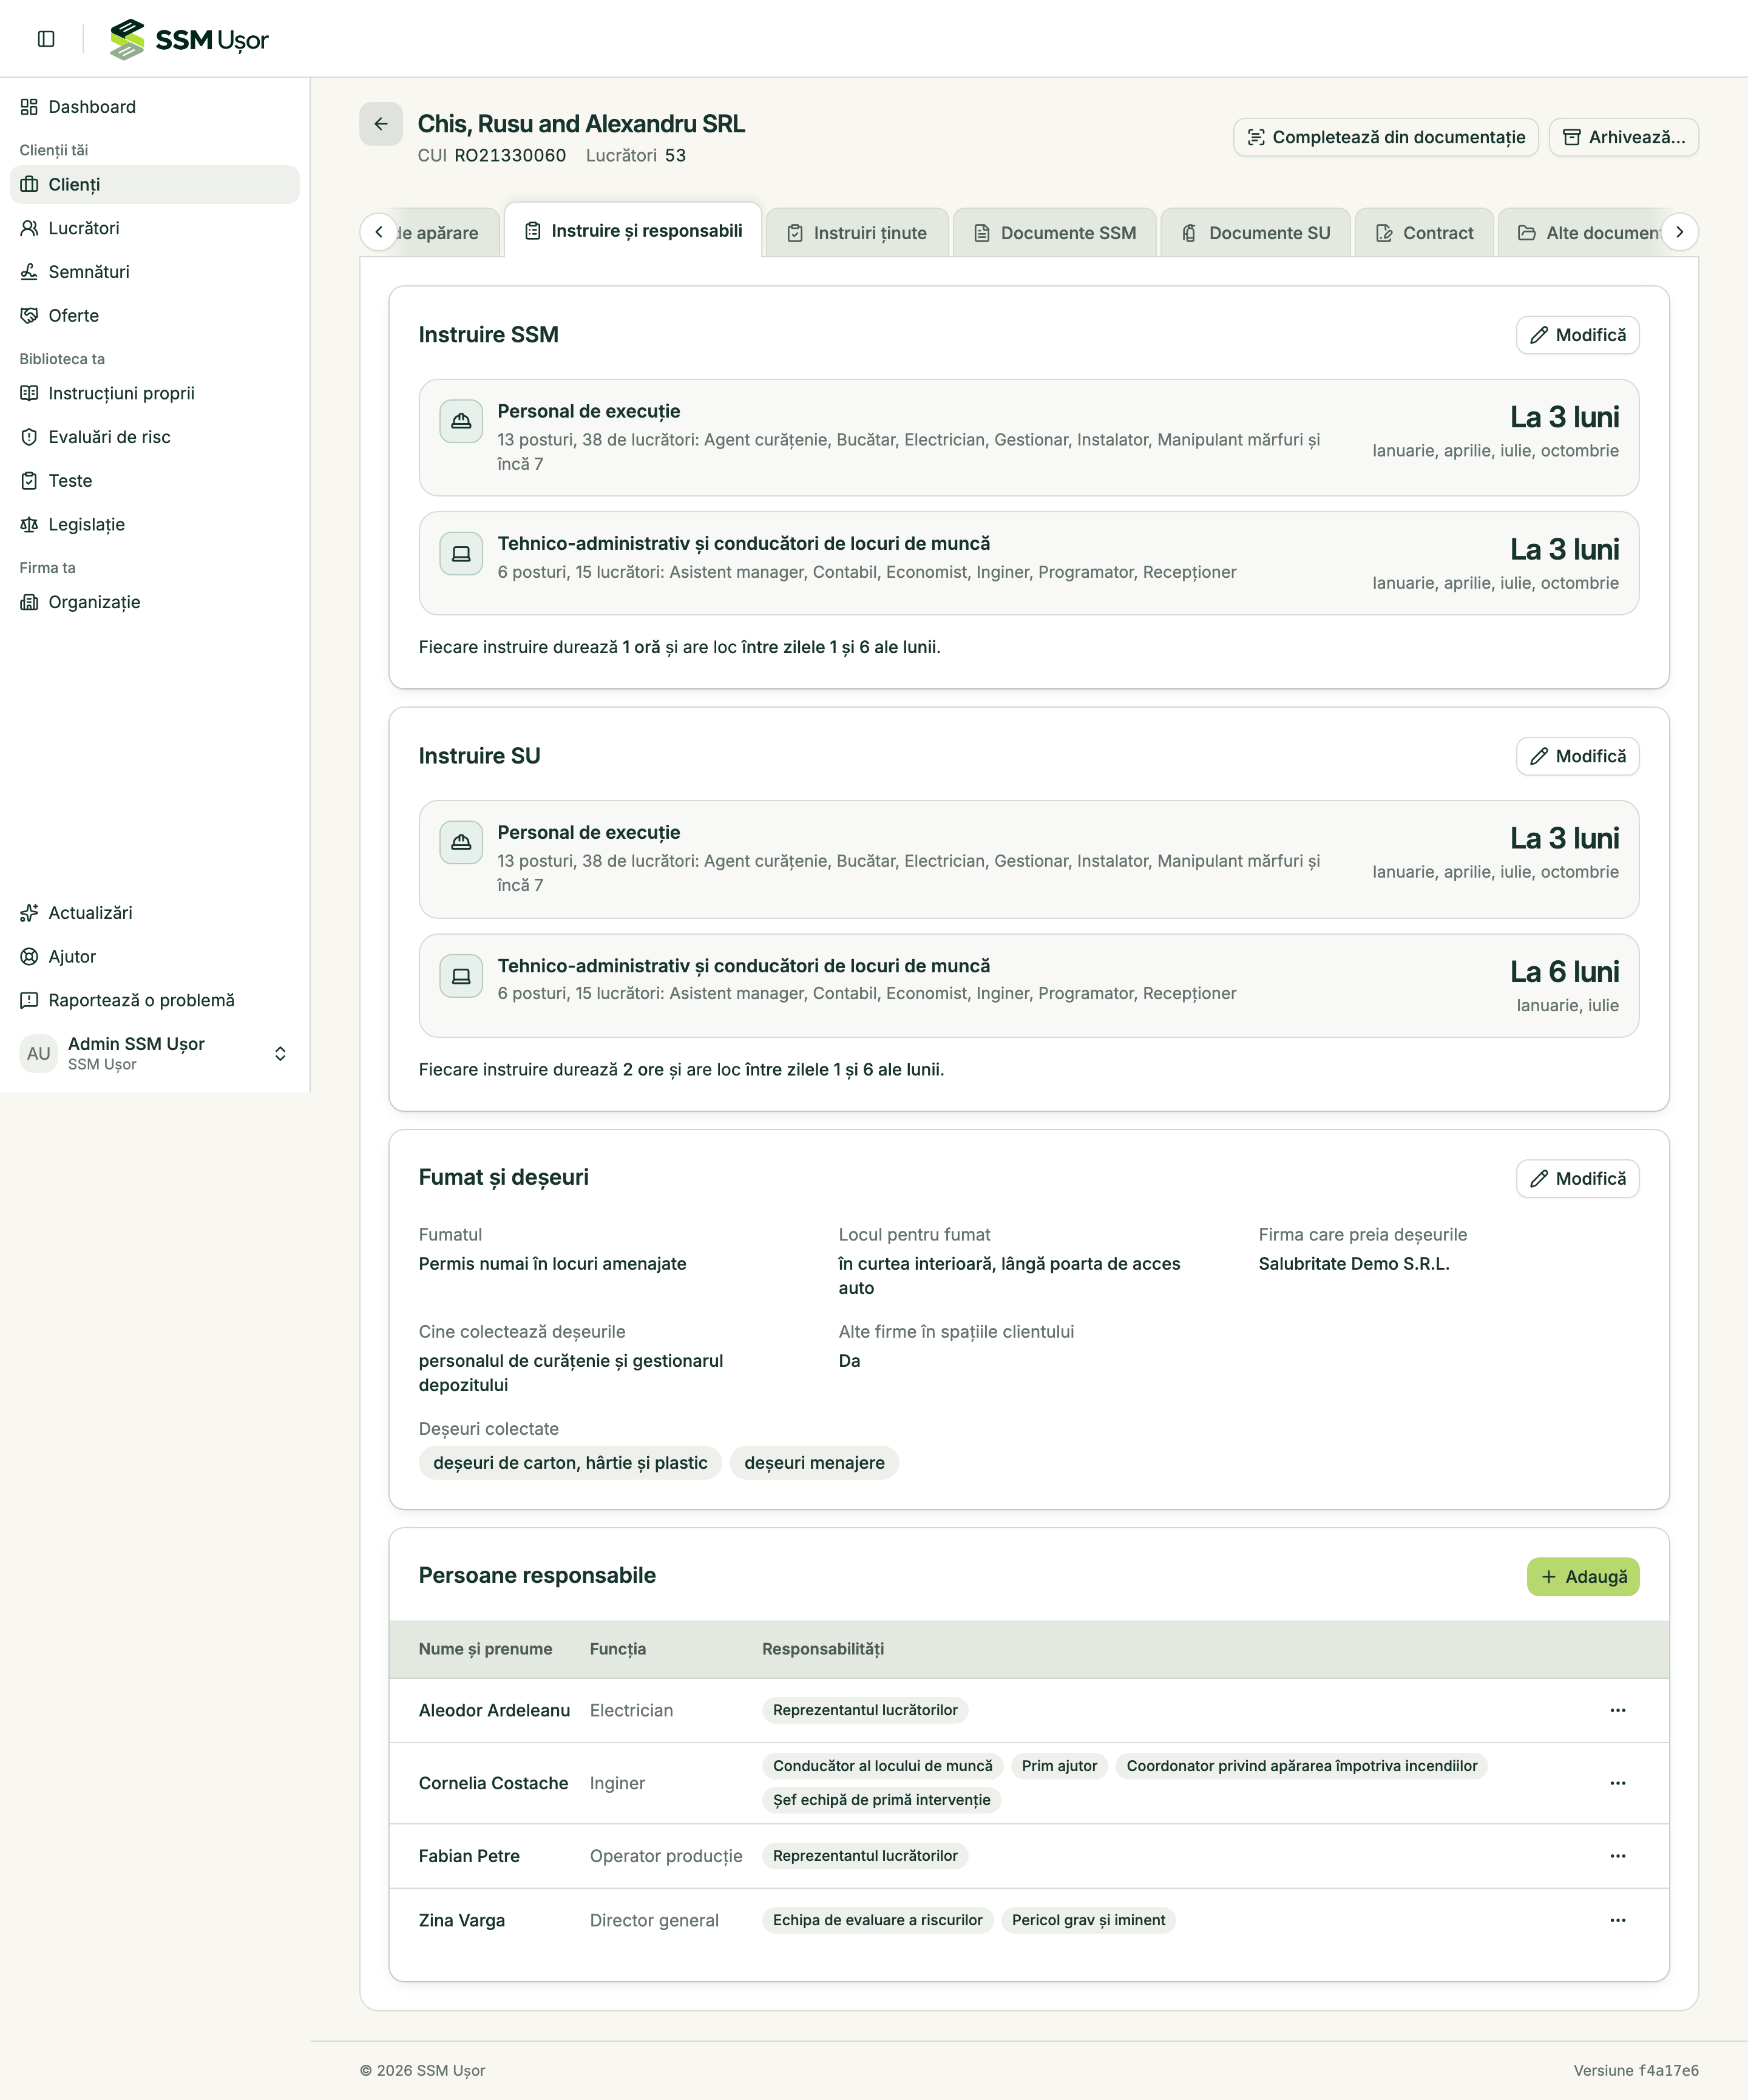 SSM Ușor
Dashboard
Clienții tăi
Clienți
Lucrători
Semnături
Oferte
Biblioteca ta
Instrucțiuni proprii
Evaluări de risc
Teste
Legislație
Firma ta
Organizație
Actualizări
Ajutor
Raportează o problemă
AU
Admin SSM Ușor
SSM Ușor
Chis, Rusu and Alexandru SRL
CUI RO21330060 Lucrători 53
Completează din documentație
Arhivează...
de apărare
Instruire și responsabili
Instruiri ținute
Documente SSM
Documente SU
Contract
Alte document
Instruire SSM
Modifică
Personal de execuție
13 posturi, 38 de lucrători: Agent curățenie, Bucătar, Electrician, Gestionar, Instalator, Manipulant mărfuri și
încă 7
La 3 luni
Ianuarie, aprilie, iulie, octombrie
Tehnico-administrativ și conducători de locuri de muncă
6 posturi, 15 lucrători: Asistent manager, Contabil, Economist, Inginer, Programator, Recepționer
La 3 luni
Ianuarie, aprilie, iulie, octombrie
Fiecare instruire durează 1 oră și are loc între zilele 1 și 6 ale lunii.
Instruire SU
Modifică
Personal de execuție
13 posturi, 38 de lucrători: Agent curățenie, Bucătar, Electrician, Gestionar, Instalator, Manipulant mărfuri și
încă 7
La 3 luni
Ianuarie, aprilie, iulie, octombrie
Tehnico-administrativ și conducători de locuri de muncă
6 posturi, 15 lucrători: Asistent manager, Contabil, Economist, Inginer, Programator, Recepționer
La 6 luni
Ianuarie, iulie
Fiecare instruire durează 2 ore și are loc între zilele 1 și 6 ale lunii.
Fumat și deșeuri
Modifică
Fumatul
Permis numai în locuri amenajate
Locul pentru fumat
în curtea interioară, lângă poarta de acces
auto
Firma care preia deșeurile
Salubritate Demo S.R.L.
Cine colectează deșeurile
personalul de curățenie și gestionarul
depozitului
Alte firme în spațiile clientului
Da
Deșeuri colectate
deșeuri de carton, hârtie și plastic
deșeuri menajere
Persoane responsabile
Adaugă
Nume și prenume Funcția Responsabilități
Aleodor Ardeleanu Electrician Reprezentantul lucrătorilor
Cornelia Costache Inginer Conducător al locului de muncă Prim ajutor Coordonator privind apărarea împotriva incendiilor
Șef echipă de primă intervenție
Fabian Petre Operator producție Reprezentantul lucrătorilor
Zina Varga Director general Echipa de evaluare a riscurilor Pericol grav și iminent
© 2026 SSM Ușor
Versiune f4a17e6